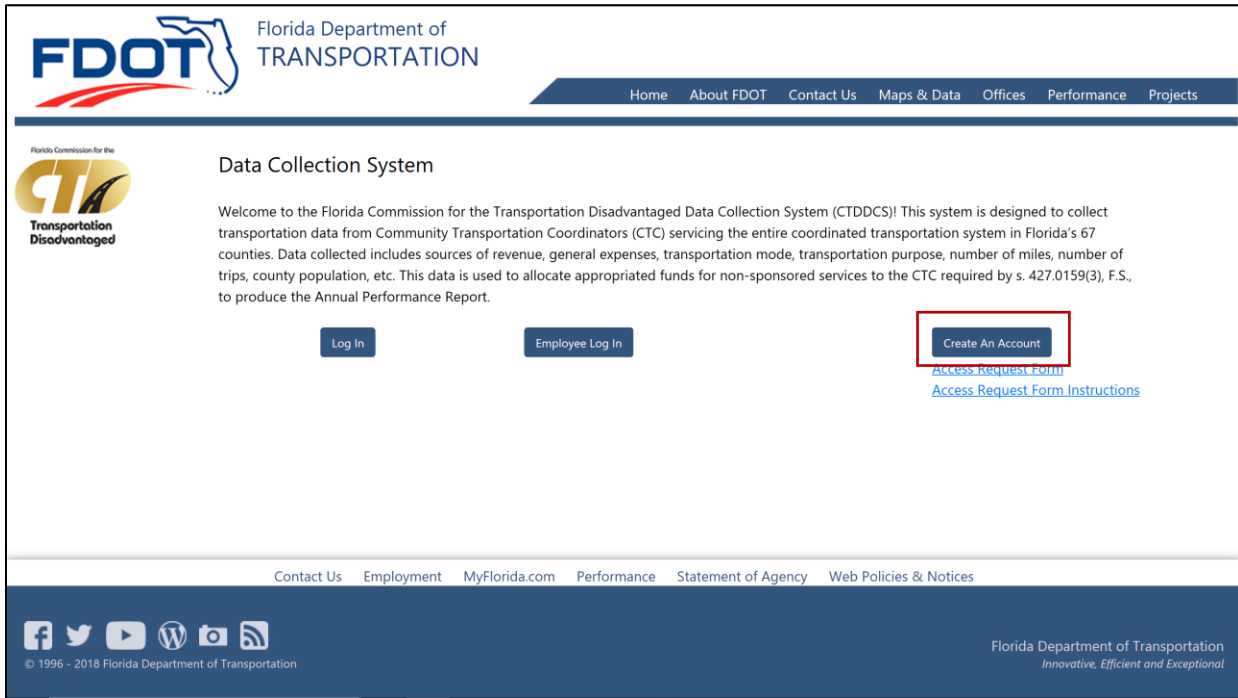 FDOT
Florida Department of
TRANSPORTATION
Home About FDOT Contact Us Maps & Data Offices Performance Projects
Florida Commission for the
CTD
Transportation
Disadvantaged
Data Collection System
Welcome to the Florida Commission for the Transportation Disadvantaged Data Collection System (CTDDCS)! This system is designed to collect
transportation data from Community Transportation Coordinators (CTC) servicing the entire coordinated transportation system in Florida's 67
counties. Data collected includes sources of revenue, general expenses, transportation mode, transportation purpose, number of miles, number of
trips, county population, etc. This data is used to allocate appropriated funds for non-sponsored services to the CTC required by s. 427.0159(3), F.S.,
to produce the Annual Performance Report.
Log In Employee Log In Create An Account
Access Request Form
Access Request Form Instructions
Contact Us Employment MyFlorida.com Performance Statement of Agency Web Policies & Notices
© 1996 - 2018 Florida Department of Transportation
Florida Department of Transportation
Innovative, Efficient and Exceptional